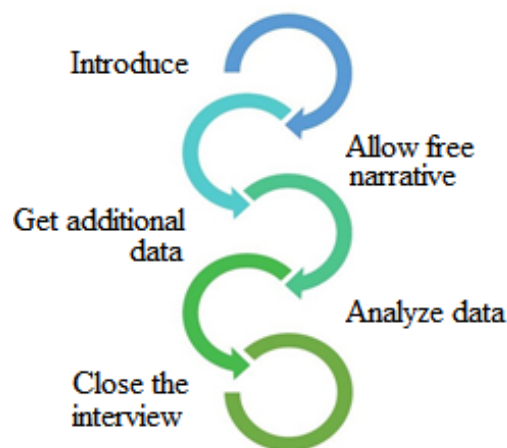 Introduce
Allow free
narrative
Get additional
data
Analyze data
Close the
interview